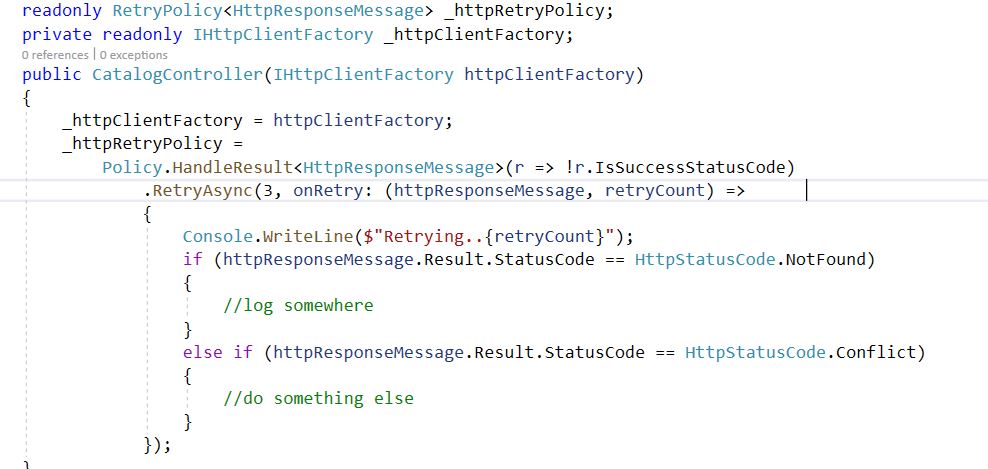 readonly RetryPolicy<HttpResponseMessage> _httpRetryPolicy;
private readonly IHttpClientFactory _httpClientFactory;
0 references | 0 exceptions
public CatalogController(IHttpClientFactory httpClientFactory)
{
    _httpClientFactory = httpClientFactory;
    _httpRetryPolicy =
        Policy.HandleResult<HttpResponseMessage>(r => !r.IsSuccessStatusCode)
            .RetryAsync(3, onRetry: (httpResponseMessage, retryCount) =>
            {
                Console.WriteLine($"Retrying..{retryCount}");
                if (httpResponseMessage.Result.StatusCode == HttpStatusCode.NotFound)
                {
                    //log somewhere
                }
                else if (httpResponseMessage.Result.StatusCode == HttpStatusCode.Conflict)
                {
                    //do something else
                }
            });
}